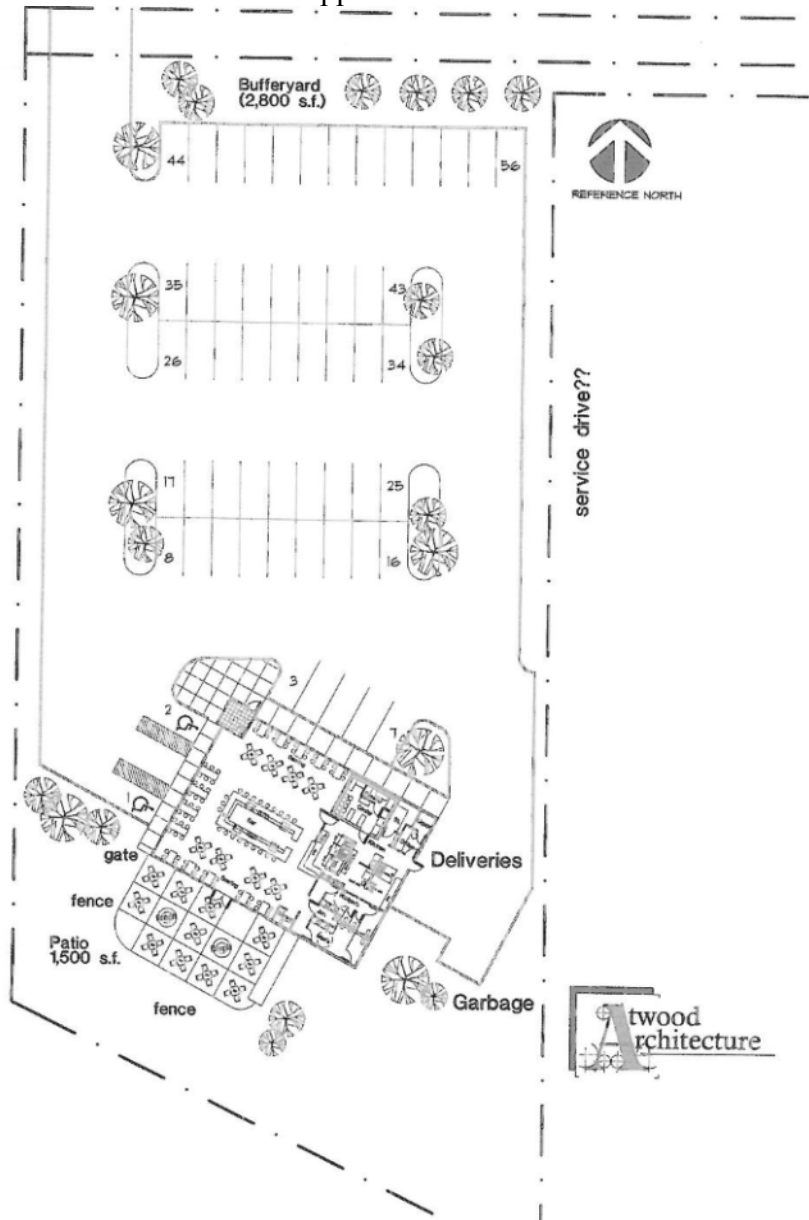 Bufferyard
(2,800 s.f.)
44
56
REFERENCE NORTH
35
43
26
34
service drive??
17
25
8
16
3
2
7
1
Bar
gate
Deliveries
fence
Patio
1,500 s.f.
Garbage
fence
Atwood
Architecture